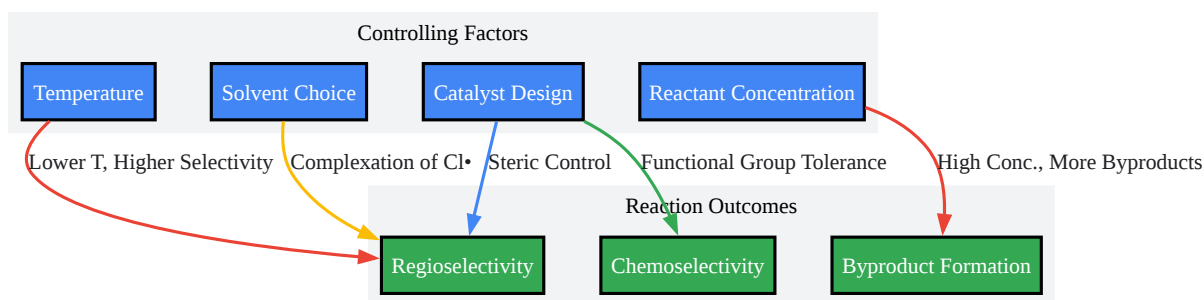 Controlling Factors
Temperature
Solvent Choice
Catalyst Design
Reactant Concentration
Lower T, Higher Selectivity
Complexation of Cl•
Steric Control
Functional Group Tolerance
High Conc., More Byproducts
Reaction Outcomes
Regioselectivity
Chemoselectivity
Byproduct Formation